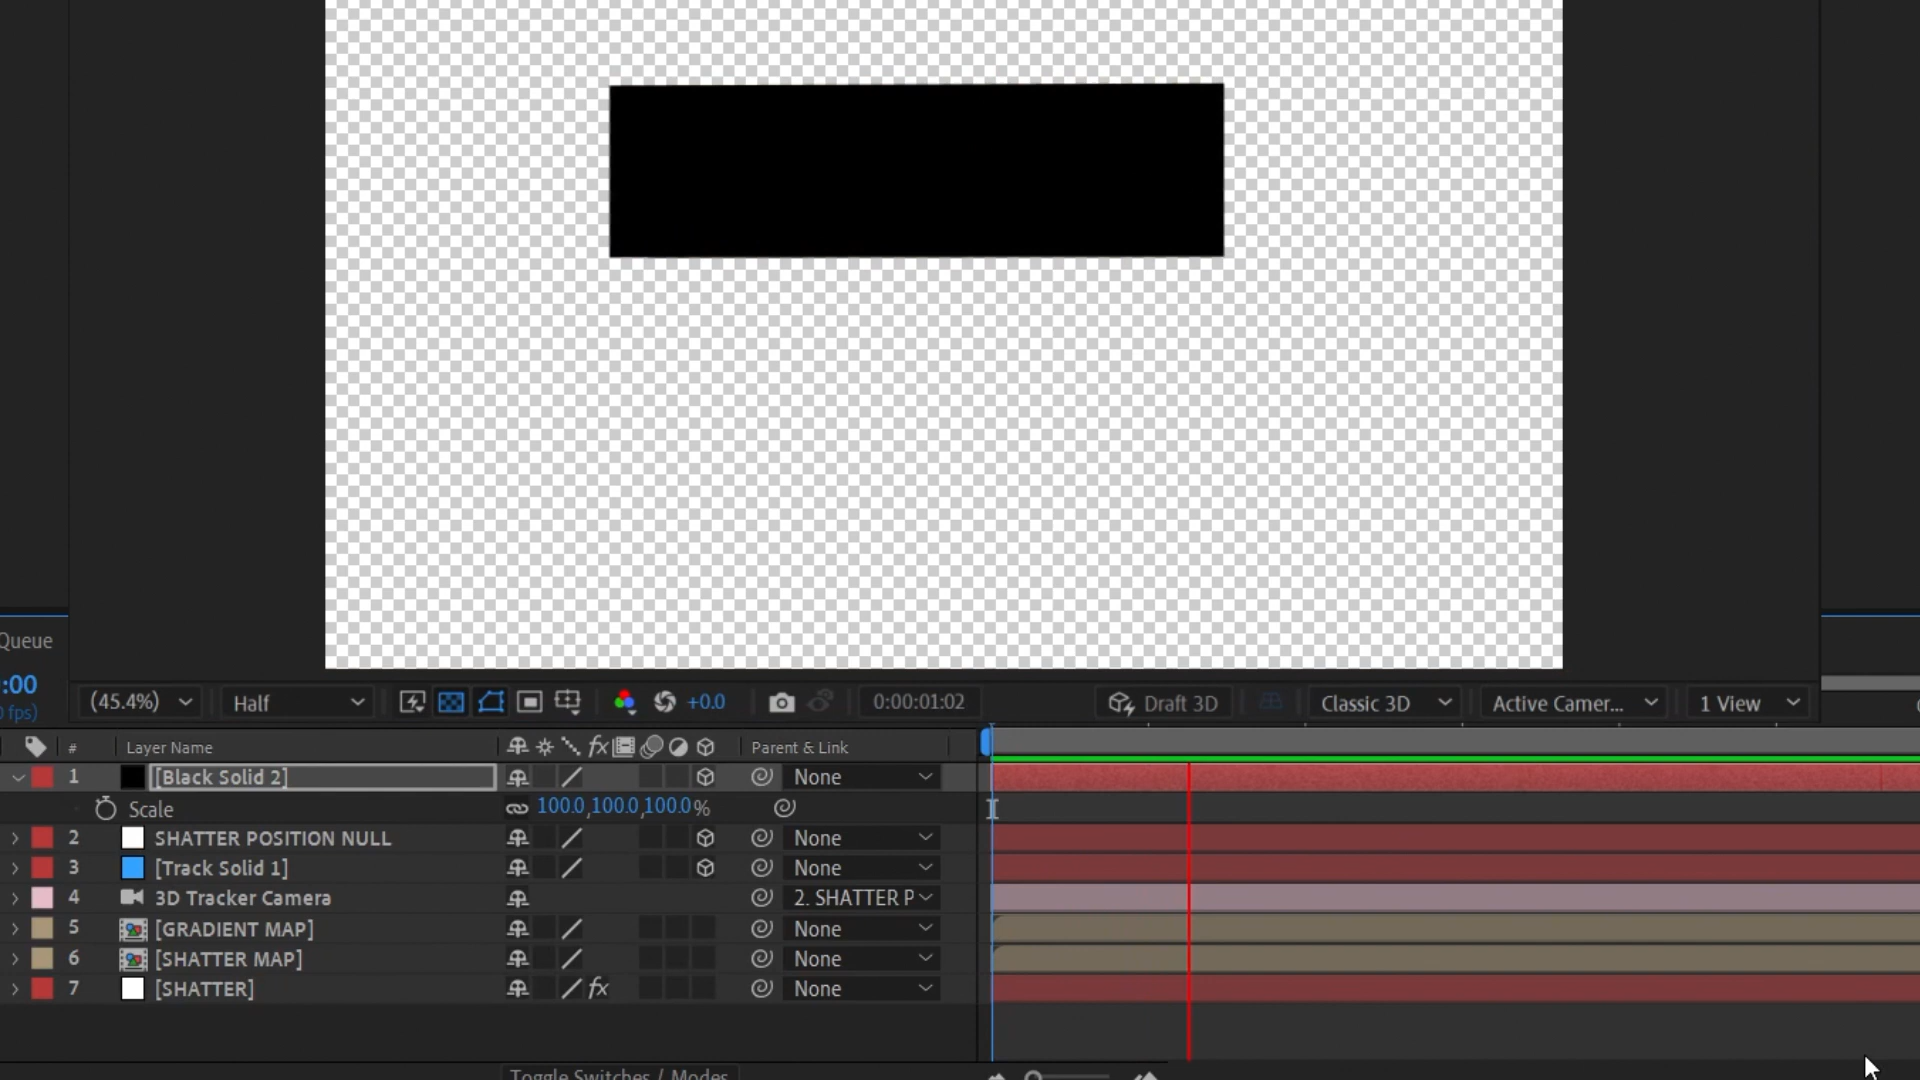 Queue
:00
0 fps)
(45.4%) Half +0.0 0:00:01:02 Draft 3D Classic 3D Active Camer... 1 View
# Layer Name fx Parent & Link
1 [Black Solid 2] None
Scale 100.0,100.0,100.0%
2 SHATTER POSITION NULL None
3 [Track Solid 1] None
4 3D Tracker Camera 2. SHATTER P
5 [GRADIENT MAP] None
6 [SHATTER MAP] None
7 [SHATTER] fx None
Toggle Switches / Modes